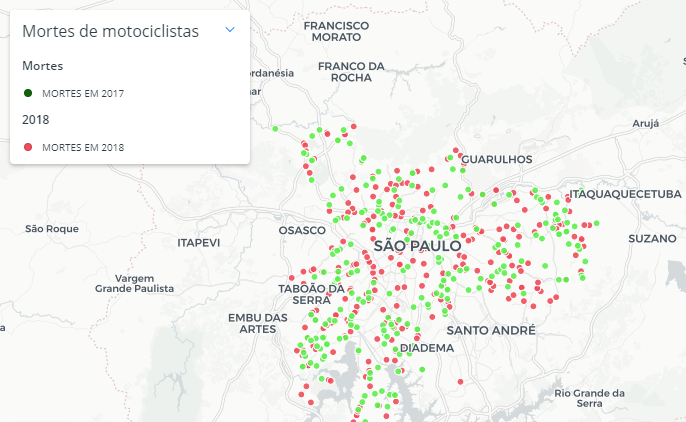 Mortes de motociclistas
Mortes
MORTES EM 2017
2018
MORTES EM 2018
FRANCISCO
MORATO
FRANCO DA
ROCHA
ordanésia
ar
Arujá
GUARULHOS
ITAQUAQUECETUBA
São Roque
OSASCO
ITAPEVI
SÃO PAULO
SUZANO
Vargem
Grande Paulista
TABOÃO DA
SERRA
EMBU DAS
ARTES
SANTO ANDRÉ
DIADEMA
Rio Grande da
Serra
a